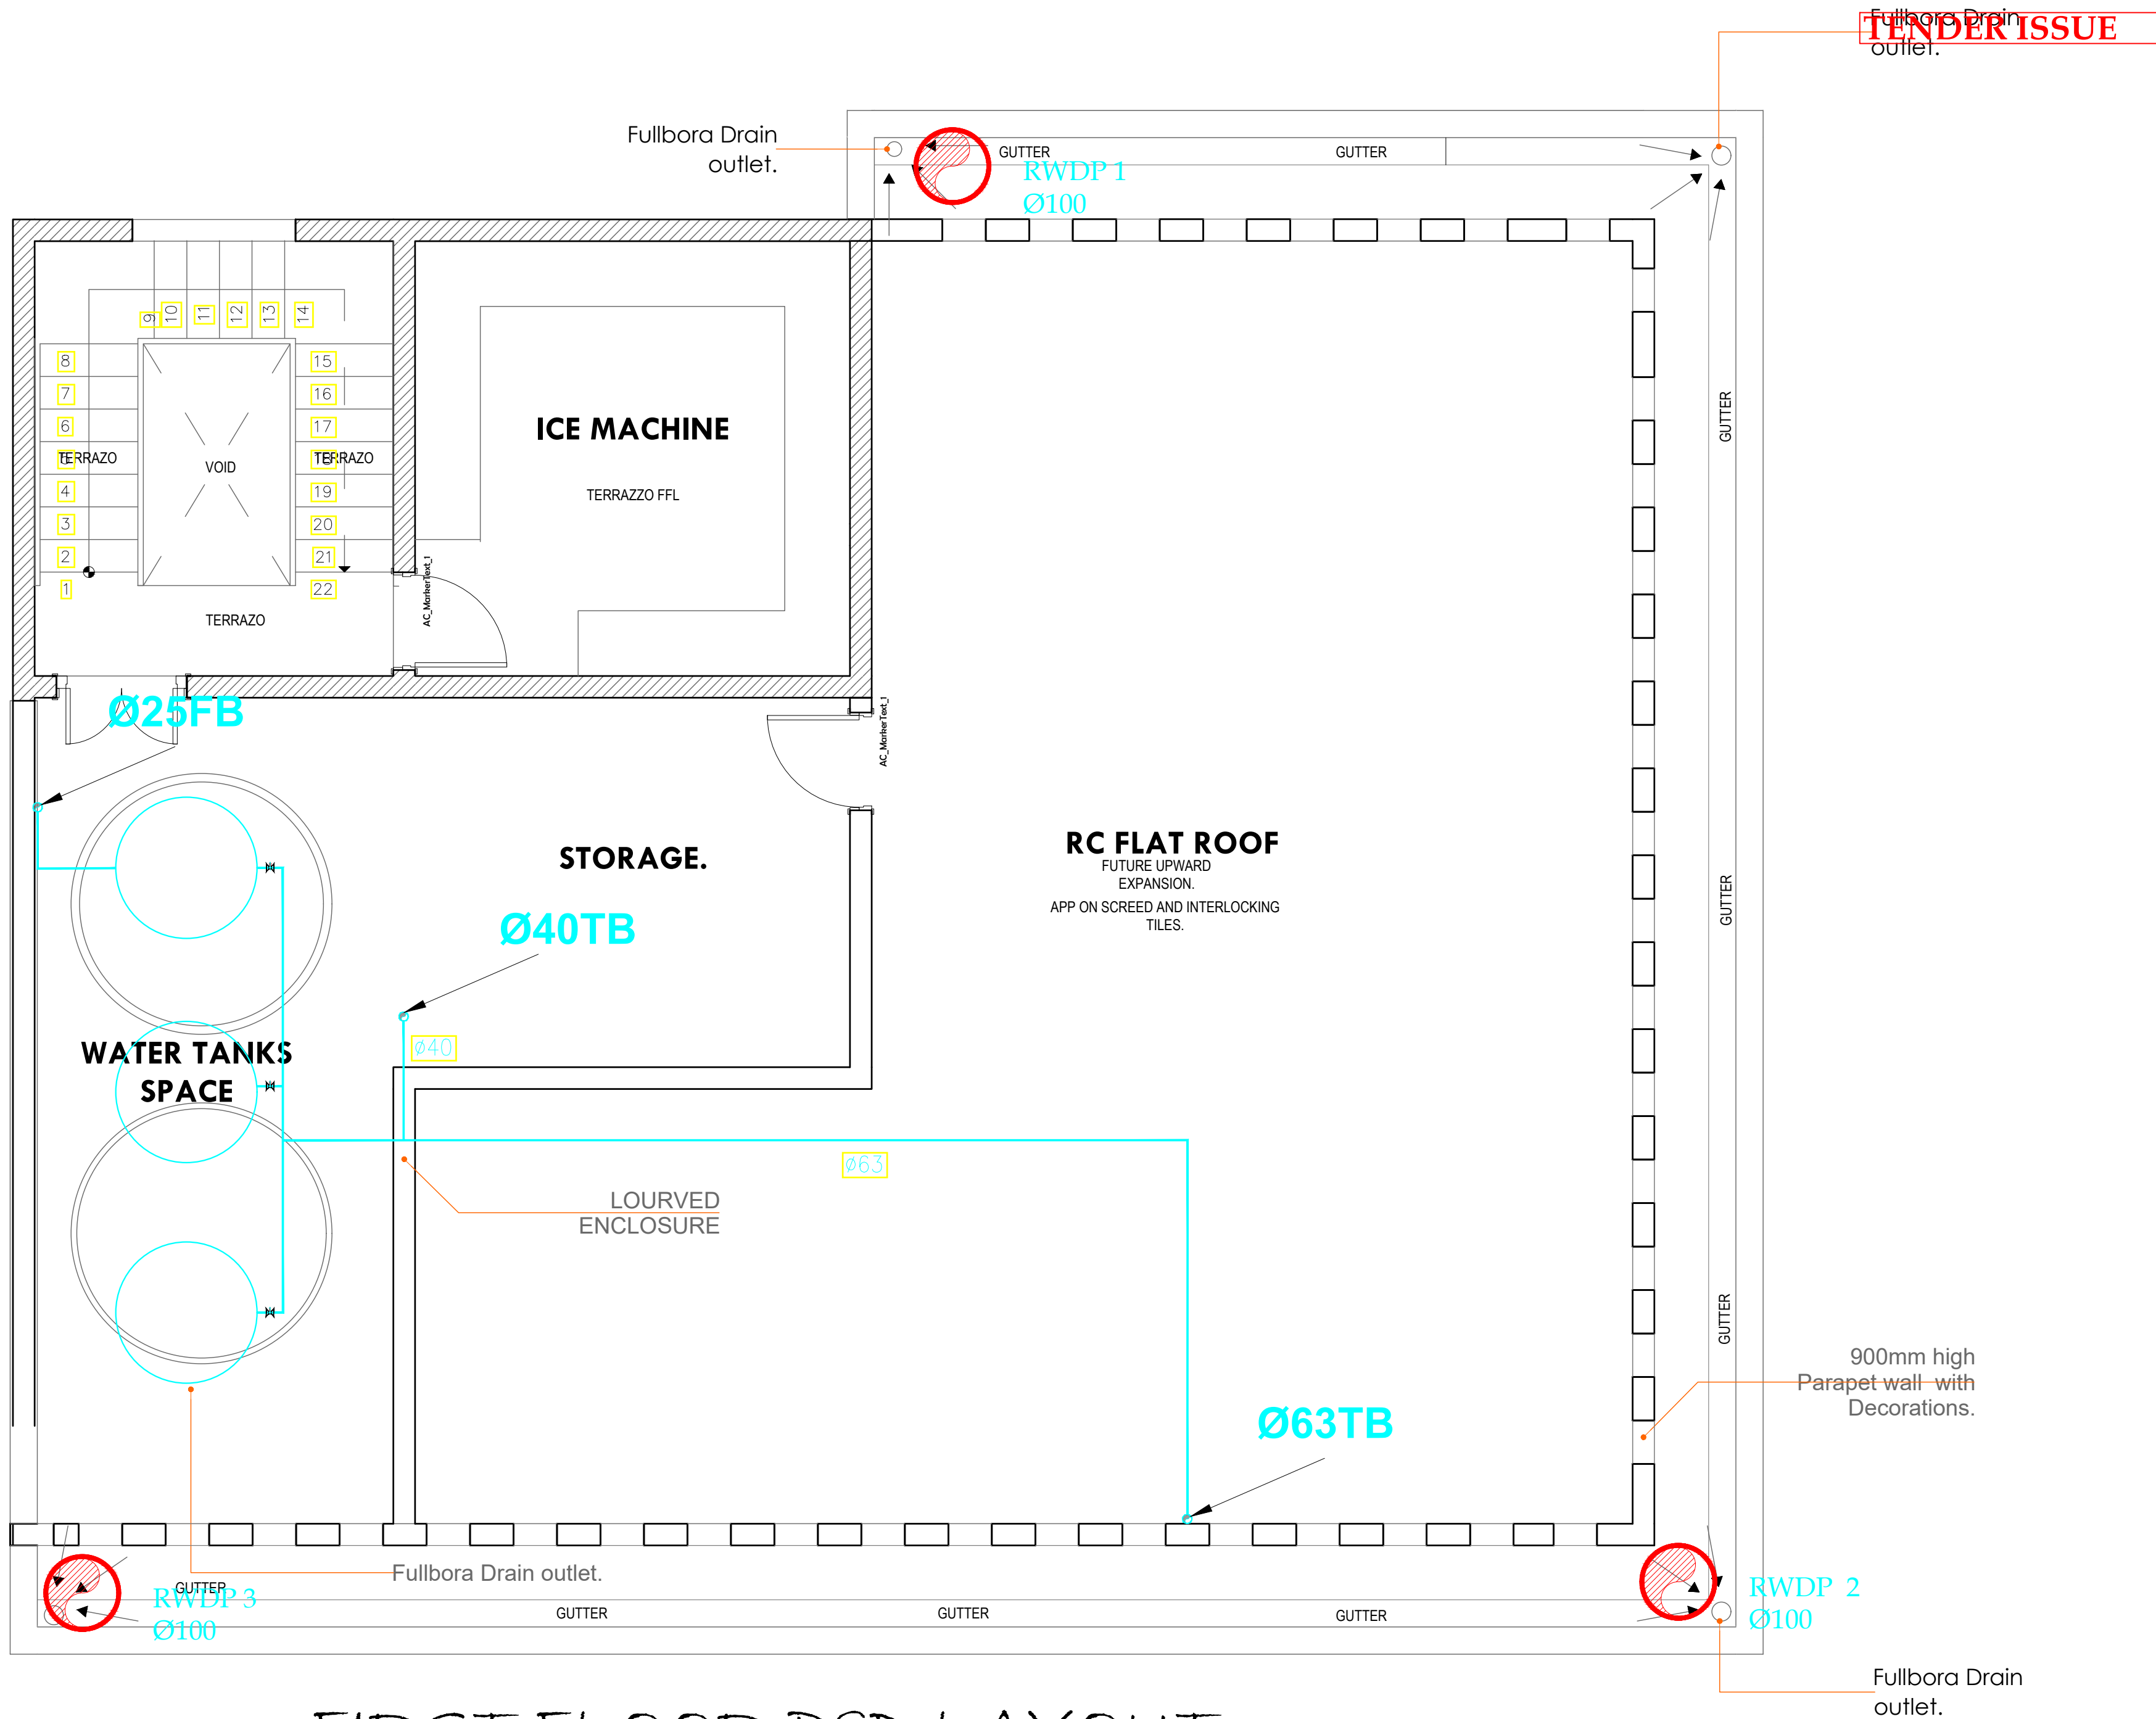 Fullbora Drain
outlet.
TENDER ISSUE
Fullbora Drain
outlet.
GUTTER
GUTTER
RWDP 1
Ø100
9
10
11
12
13
14
8
7
6
5
4
3
2
1
15
16
17
18
19
20
21
22
TERRAZO
VOID
TERRAZO
TERRAZO
ICE MACHINE
TERRAZZO FFL
AC_MarkerText_1
AC_MarkerText_1
GUTTER
Ø25FB
STORAGE.
RC FLAT ROOF
FUTURE UPWARD
EXPANSION.
APP ON SCREED AND INTERLOCKING
TILES.
GUTTER
Ø40TB
Ø40
WATER TANKS
SPACE
Ø63
LOURVED
ENCLOSURE
GUTTER
900mm high
Parapet wall with
Decorations.
Ø63TB
Fullbora Drain outlet.
GUTTER
RWDP 3
Ø100
GUTTER
GUTTER
GUTTER
RWDP 2
Ø100
Fullbora Drain
outlet.